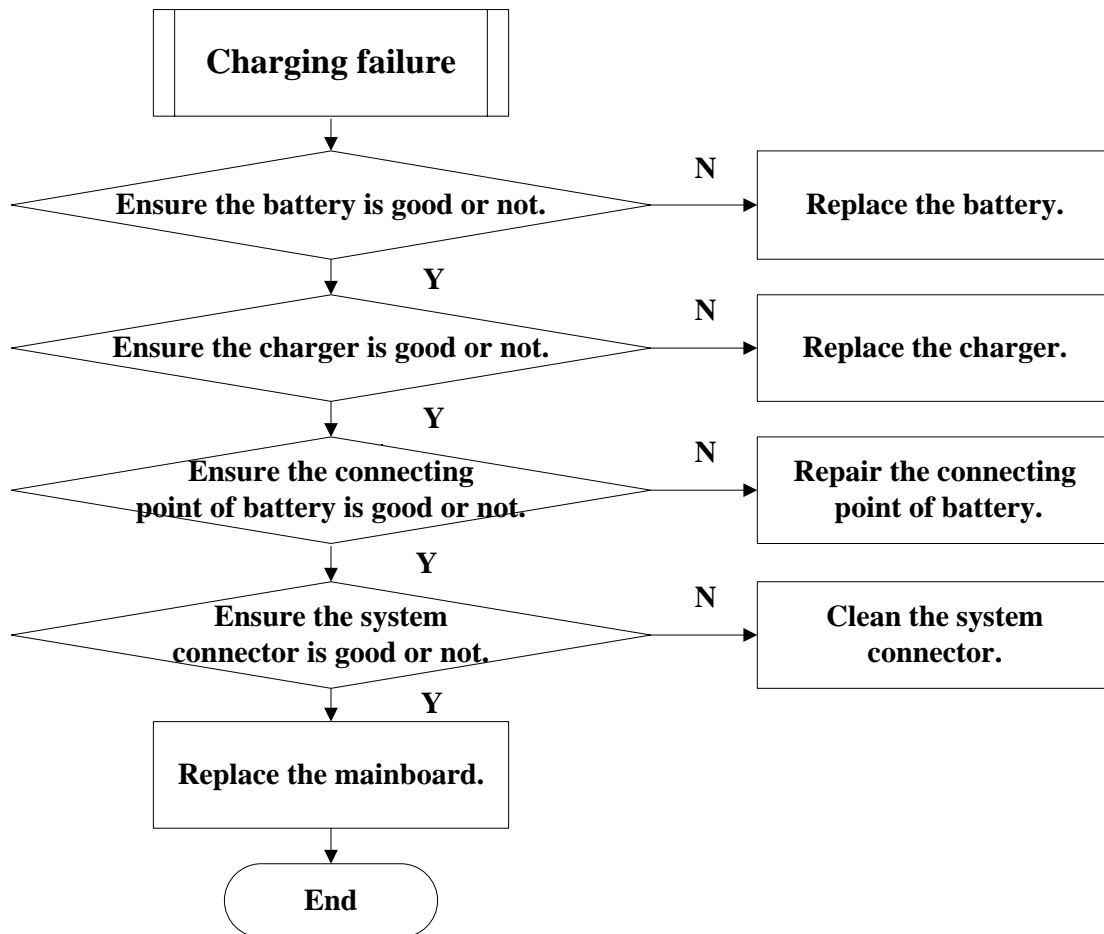 Charging failure
N
Ensure the battery is good or not.
Replace the battery.
Y
N
Ensure the charger is good or not.
Replace the charger.
Y
N
Ensure the connecting
point of battery is good or not.
Repair the connecting
point of battery.
Y
N
Ensure the system
connector is good or not.
Clean the system
connector.
Y
Replace the mainboard.
End